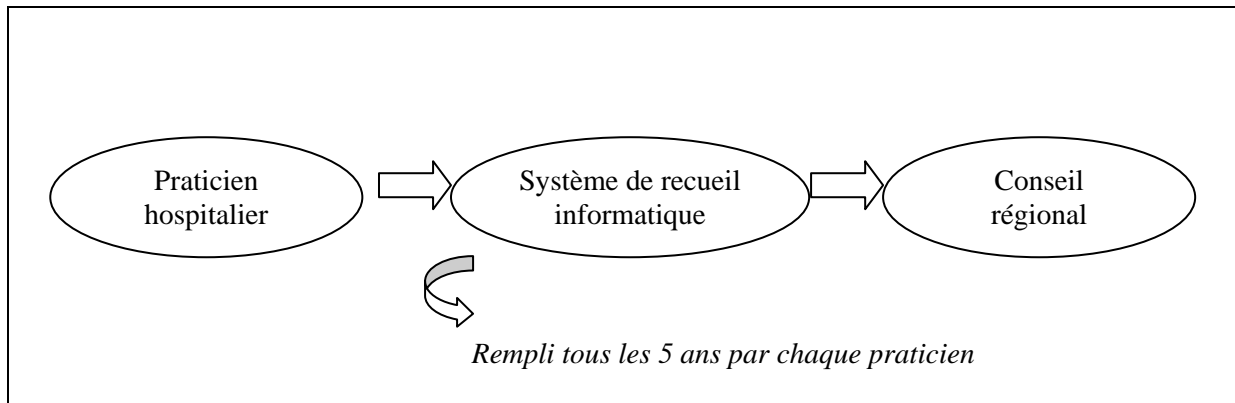 Praticien
hospitalier
Système de recueil
informatique
Conseil
régional
Rempli tous les 5 ans par chaque praticien